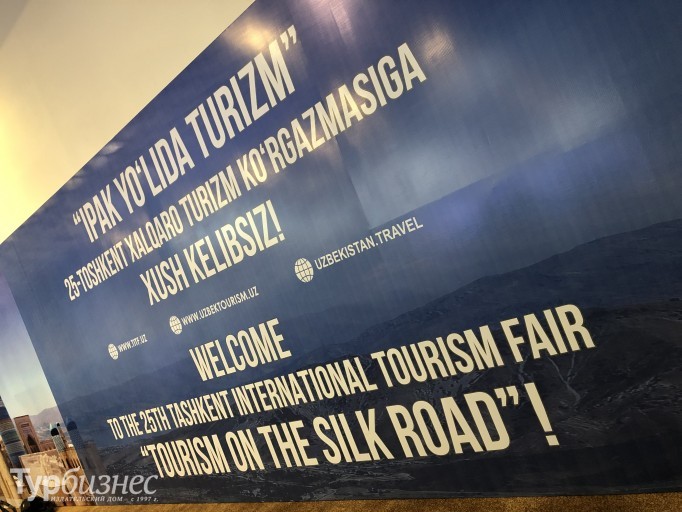 “IPAK YO‘LIDA TURIZM”
25-TOSHKENT XALQARO TURIZM KO‘RGAZMASIGA
XUSH KELIBSIZ!
WWW.TITF.UZ
WWW.UZBEKTOURISM.UZ
UZBEKISTAN.TRAVEL
WELCOME
TO THE 25TH TASHKENT INTERNATIONAL TOURISM FAIR
“TOURISM ON THE SILK ROAD”!
Турбизнес
ИЗДАТЕЛЬСКИЙ ДОМ - с 1997 г.